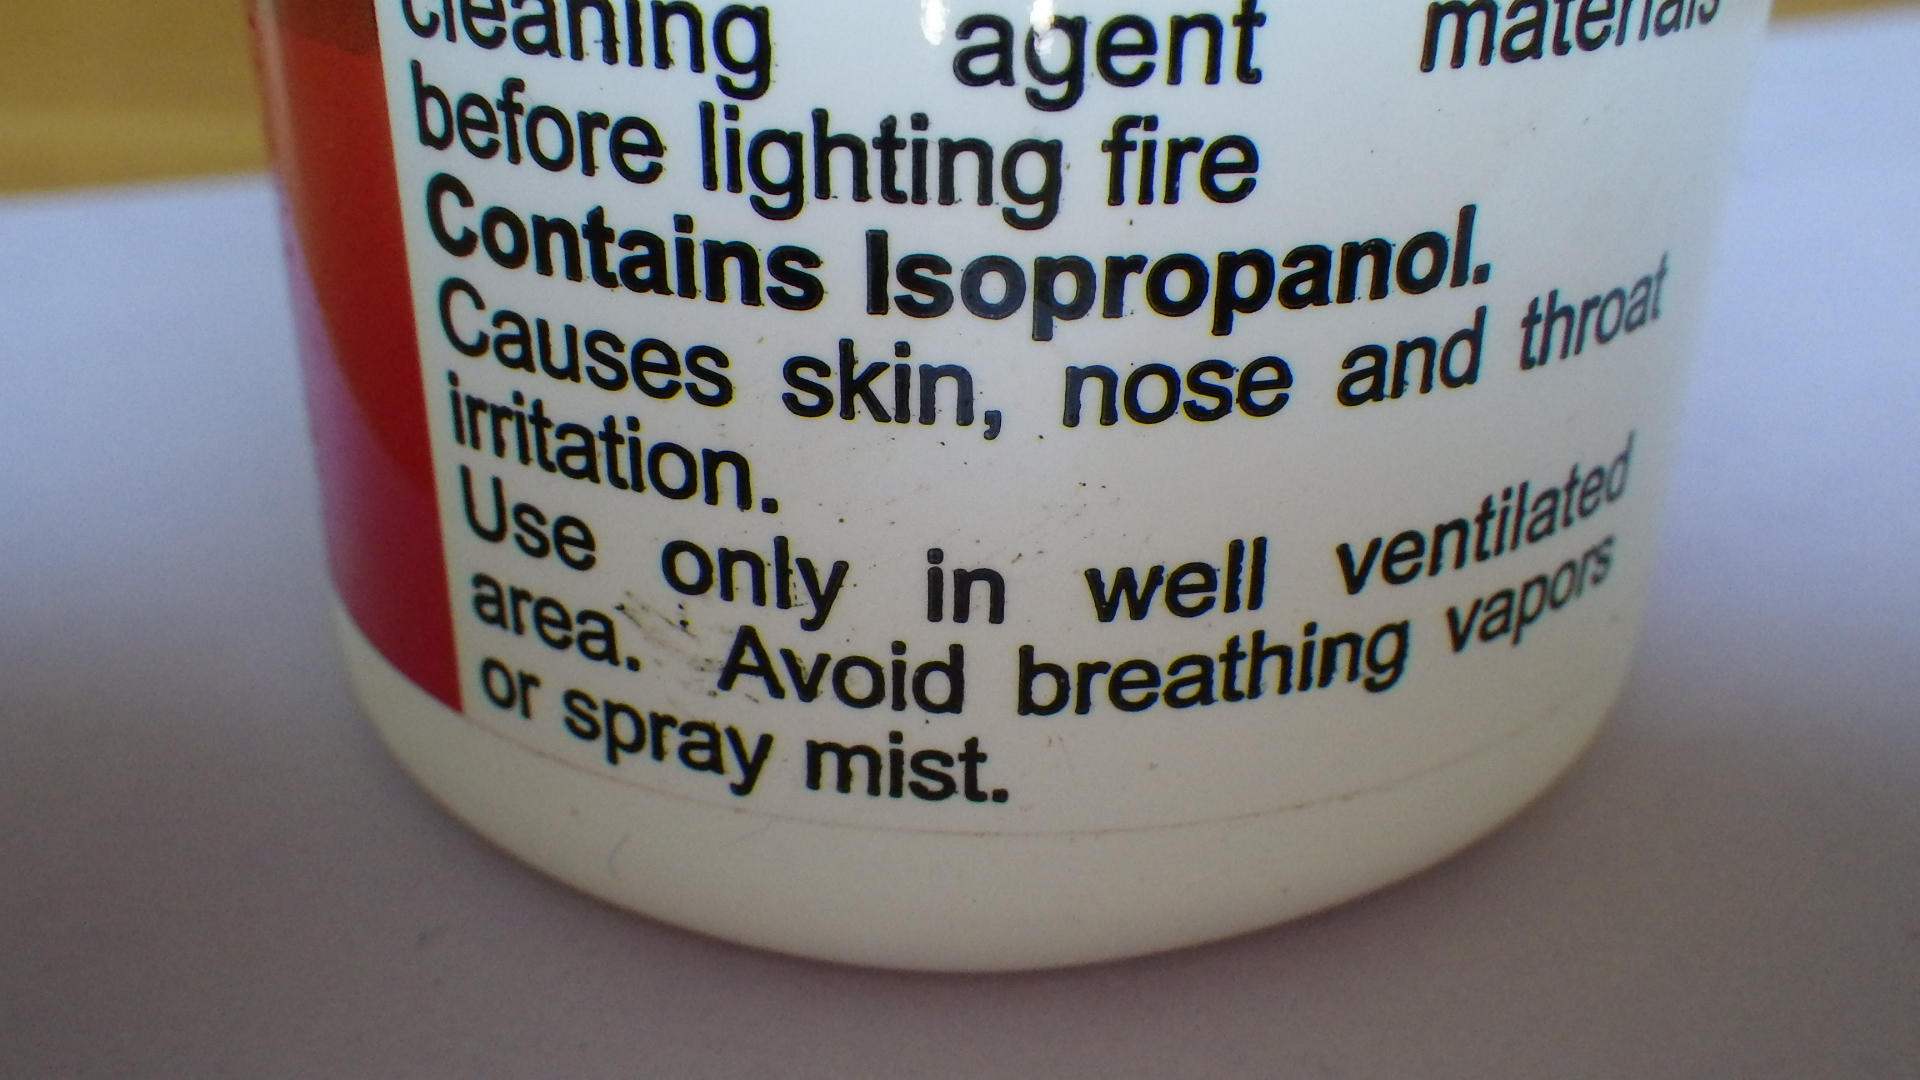 cleaning agent materials
before lighting fire
Contains Isopropanol.
Causes skin, nose and throat
irritation.
Use only in well ventilated
area. Avoid breathing vapors
or spray mist.